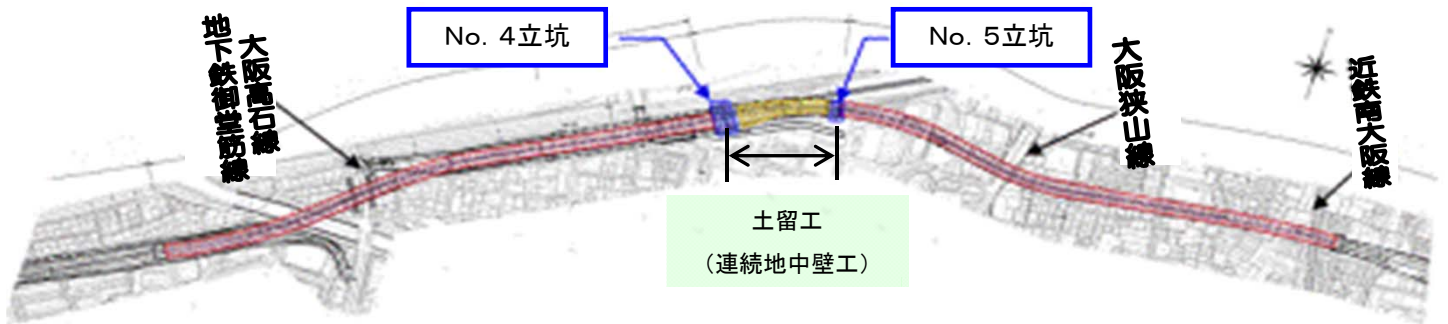 No. 4立坑
No. 5立坑
大阪高石線
地下鉄御堂筋線
大阪狭山線
近鉄南大阪線
土留工
（連続地中壁工）